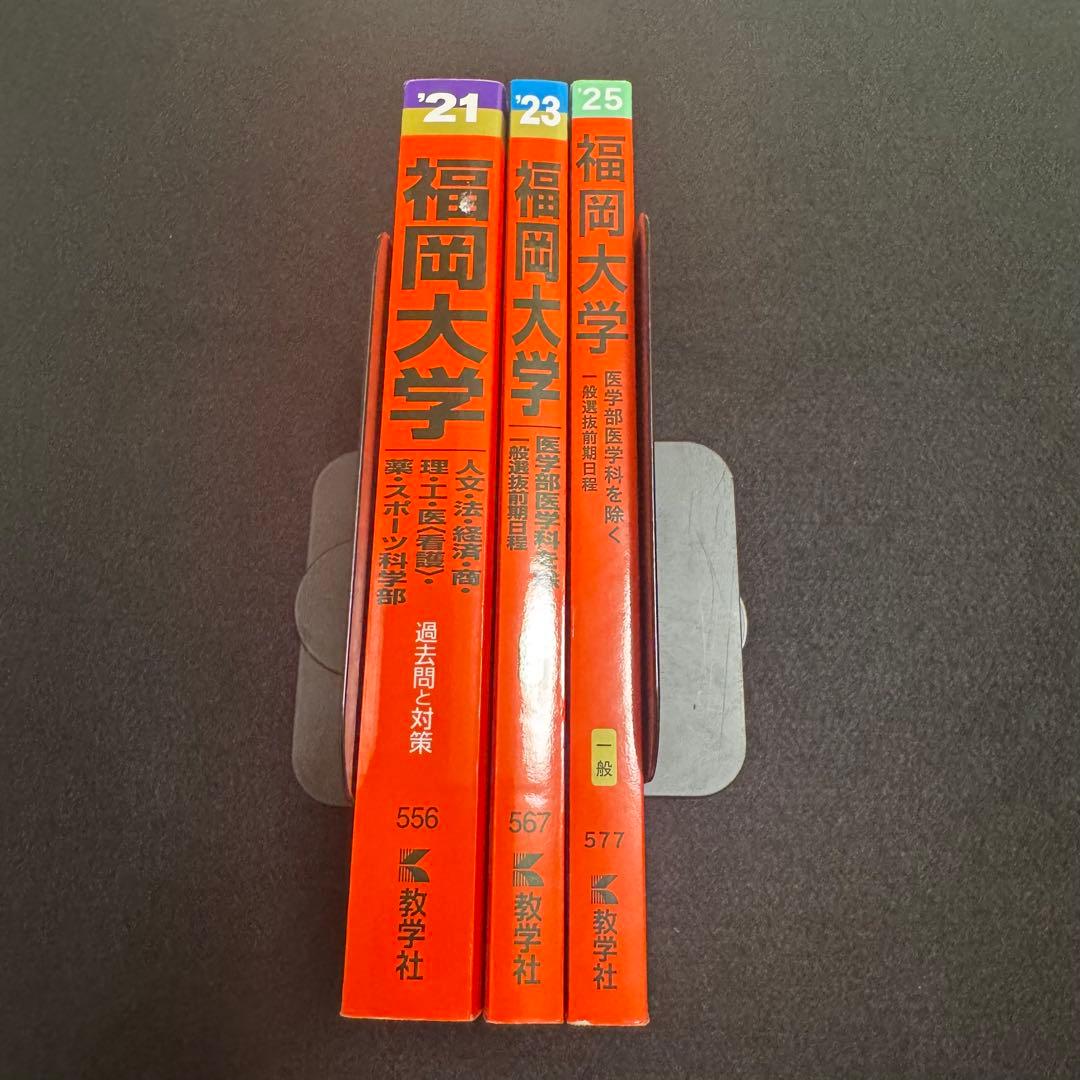 '21
福岡大学
人文・法・経済・商・
理・工・医〈看護〉・
薬・スポーツ科学部
過去問と対策
556
教学社
'23
福岡大学
医学部医学科を除く
一般選抜前期日程
567
教学社
'25
福岡大学
医学部医学科を除く
一般選抜前期日程
一般
577
教学社